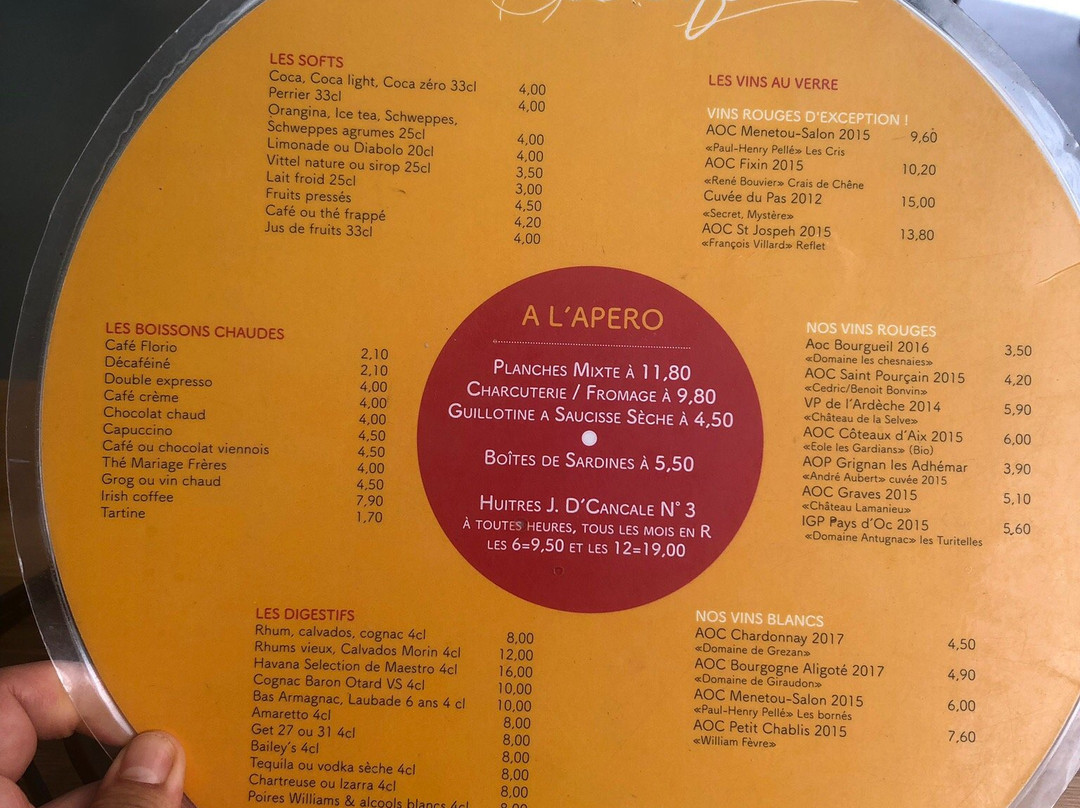 LES SOFTS
Coca, Coca light, Coca zéro 33cl 4,00
Perrier 33cl 4,00
Orangina, Ice tea, Schweppes,
Schweppes agrumes 25cl 4,00
Limonade ou Diabolo 20cl 4,00
Vittel nature ou sirop 25cl 3,50
Lait froid 25cl 3,00
Fruits pressés 4,50
Café ou thé frappé 4,20
Jus de fruits 33cl 4,00
LES VINS AU VERRE
VINS ROUGES D'EXCEPTION !
AOC Menetou-Salon 2015 9,60
«Paul-Henry Pellé» Les Cris
AOC Fixin 2015 10,20
«René Bouvier» Crais de Chêne
Cuvée du Pas 2012 15,00
«Secret, Mystère»
AOC St Jospeh 2015 13,80
«François Villard» Reflet
LES BOISSONS CHAUDES
Café Florio 2,10
Décaféiné 2,10
Double expresso 4,00
Café crème 4,00
Chocolat chaud 4,00
Capuccino 4,50
Café ou chocolat viennois 4,50
Thé Mariage Frères 4,00
Grog ou vin chaud 4,50
Irish coffee 7,90
Tartine 1,70
A L'APERO
PLANCHES MIXTE À 11,80
CHARCUTERIE / FROMAGE À 9,80
GUILLOTINE A SAUCISSE SÈCHE À 4,50
BOÎTES DE SARDINES À 5,50
HUITRES J. D'CANCALE N° 3
À TOUTES HEURES, TOUS LES MOIS EN R
LES 6=9,50 ET LES 12=19,00
NOS VINS ROUGES
Aoc Bourgueil 2016 3,50
«Domaine les chesnaies»
AOC Saint Pourçain 2015 4,20
«Cedric/Benoit Bonvin»
VP de l'Ardèche 2014 5,90
«Château de la Selve»
AOC Côteaux d'Aix 2015 6,00
«Eole les Gardians» (Bio)
AOP Grignan les Adhémar 3,90
«André Aubert» cuvée 2015
AOC Graves 2015 5,10
«Château Lamanieu»
IGP Pays d'Oc 2015 5,60
«Domaine Antugnac» les Turitelles
LES DIGESTIFS
Rhum, calvados, cognac 4cl 8,00
Rhums vieux, Calvados Morin 4cl 12,00
Havana Selection de Maestro 4cl 16,00
Cognac Baron Otard VS 4cl 10,00
Bas Armagnac, Laubade 6 ans 4 cl 10,00
Amaretto 4cl 8,00
Get 27 ou 31 4cl 8,00
Bailey's 4cl 8,00
Tequila ou vodka sèche 4cl 8,00
Chartreuse ou Izarra 4cl 8,00
Poires Williams & alcools blancs 4cl 8,00
NOS VINS BLANCS
AOC Chardonnay 2017 4,50
«Domaine de Grezan»
AOC Bourgogne Aligoté 2017 4,90
«Domaine de Giraudon»
AOC Menetou-Salon 2015 6,00
«Paul-Henry Pellé» Les bornés
AOC Petit Chablis 2015 7,60
«William Fèvre»